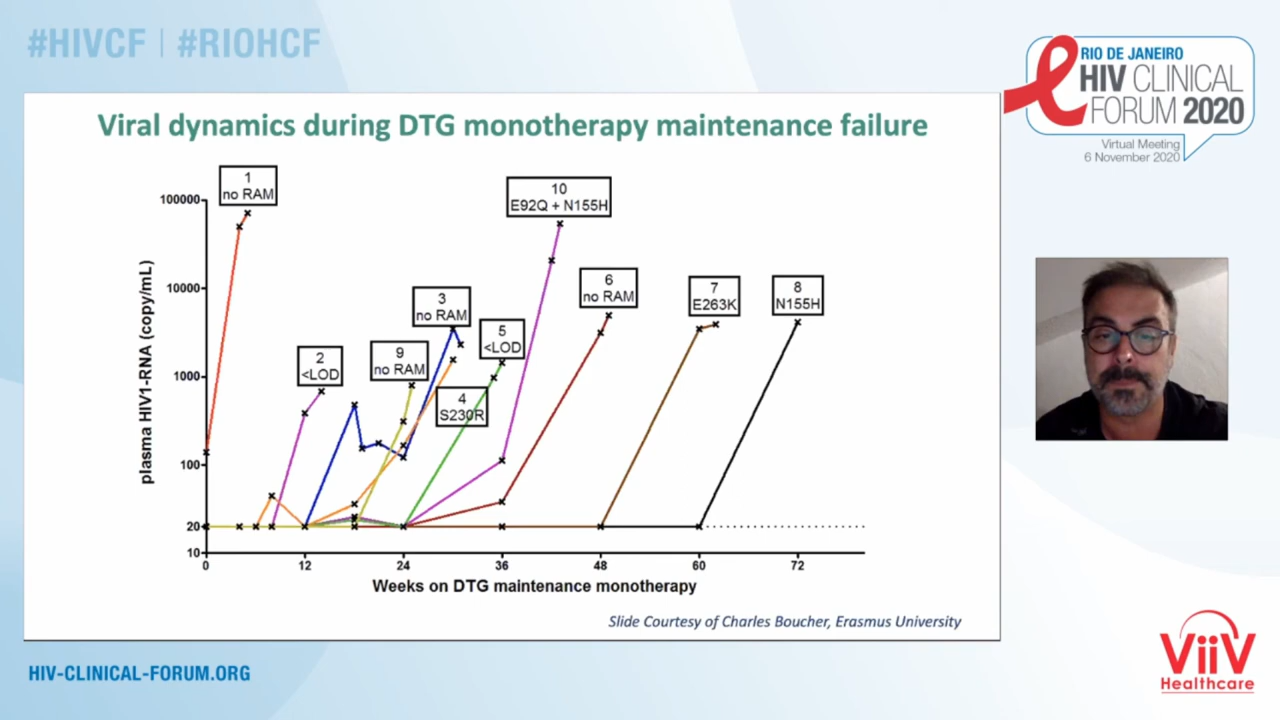 #HIVCF | #RIOHCF
RIO DE JANEIRO
HIV CLINICAL
FORUM 2020
Virtual Meeting
6 November 2020
Viral dynamics during DTG monotherapy maintenance failure
plasma HIV1-RNA (copy/mL)
100000
10000
1000
100
20
10
1
no RAM
2
<LOD
9
no RAM
3
no RAM
4
S230R
5
<LOD
10
E92Q + N155H
6
no RAM
7
E263K
8
N155H
0 12 24 36 48 60 72
Weeks on DTG maintenance monotherapy
Slide Courtesy of Charles Boucher, Erasmus University
HIV-CLINICAL-FORUM.ORG
ViiV
Healthcare